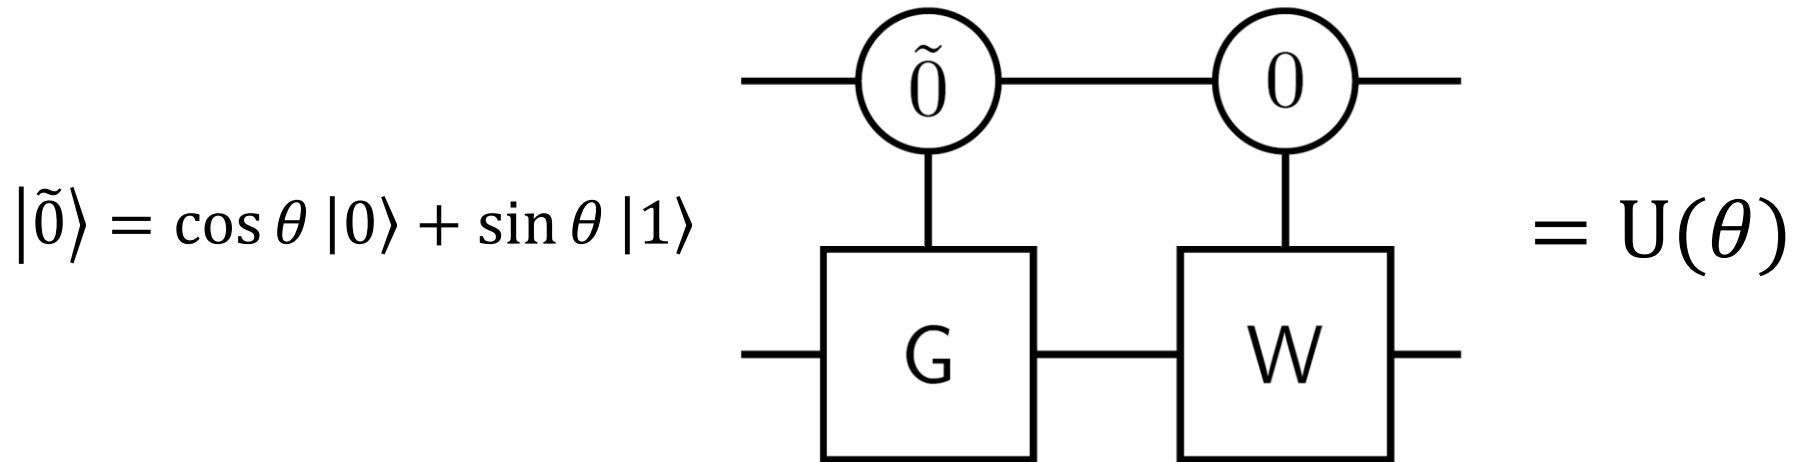 |0̃⟩ = cos θ |0⟩ + sin θ |1⟩
0̃
0
G
W
= U(θ)